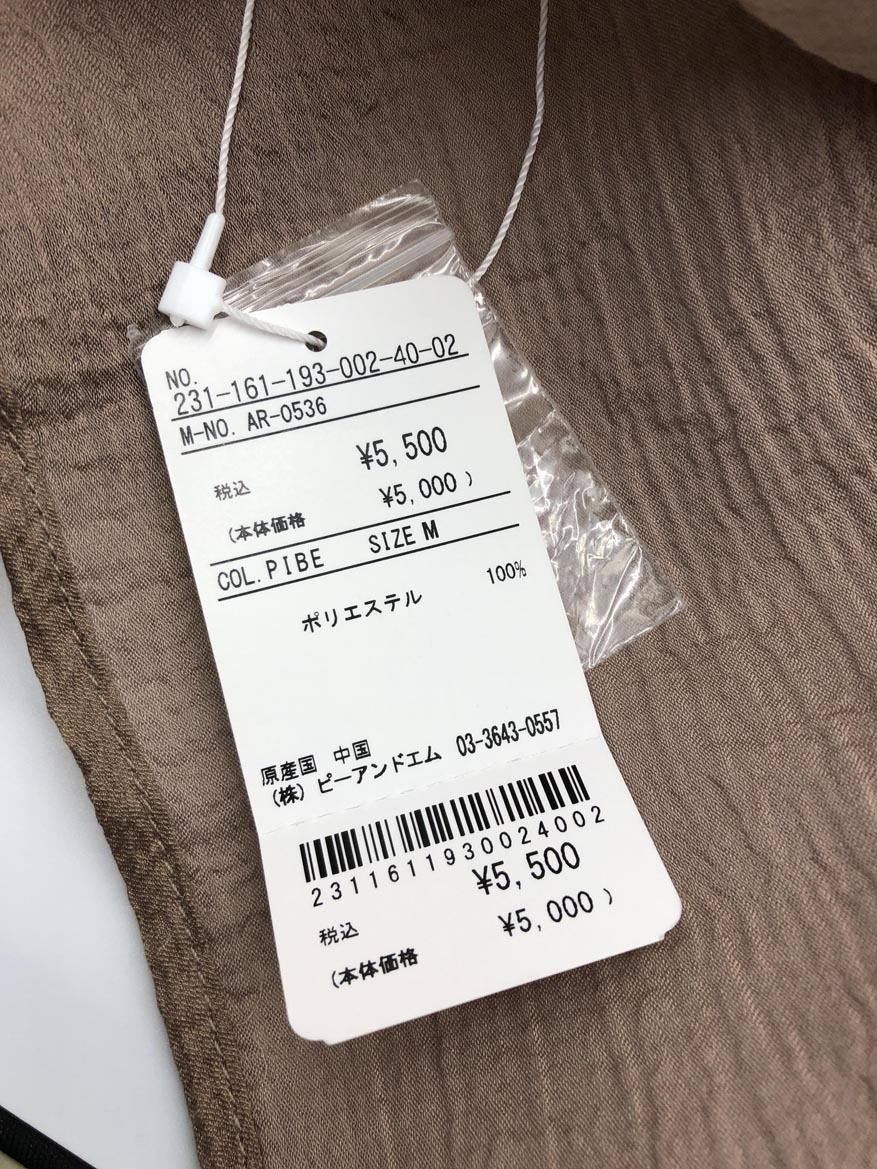 NO.
231-161-193-002-40-02
M-NO. AR-0536
¥5,500
税込
¥5,000 )
(本体価格
COL.PIBE SIZE M
ポリエステル 100%
原産国 中国
(株) ピーアンドエム 03-3643-0557
2311611930024002
¥5,500
税込
¥5,000 )
(本体価格